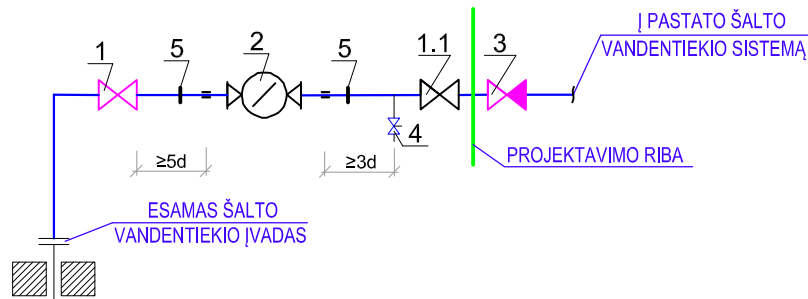 Į PASTATO ŠALTO
VANDENTIEKIO SISTEMĄ
1
5
2
5
1.1
3
4
≥5d
≥3d
PROJEKTAVIMO RIBA
ESAMAS ŠALTO
VANDENTIEKIO ĮVADAS